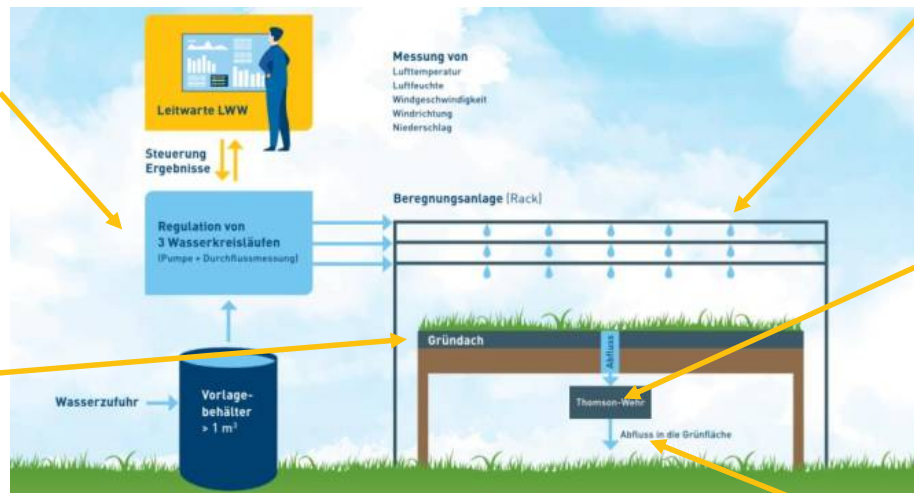 Leitwarte LWW
Messung von
Lufttemperatur
Luftfeuchte
Windgeschwindigkeit
Windrichtung
Niederschlag
Steuerung
Ergebnisse
Beregnungsanlage (Rack)
Regulation von
3 Wasserkreisläufen
(Pumpe + Durchflussmessung)
Gründach
Abfluss
Wasserzufuhr
Vorlage-
behälter
> 1 m³
Thomson-Wehr
Abfluss in die Grünfläche